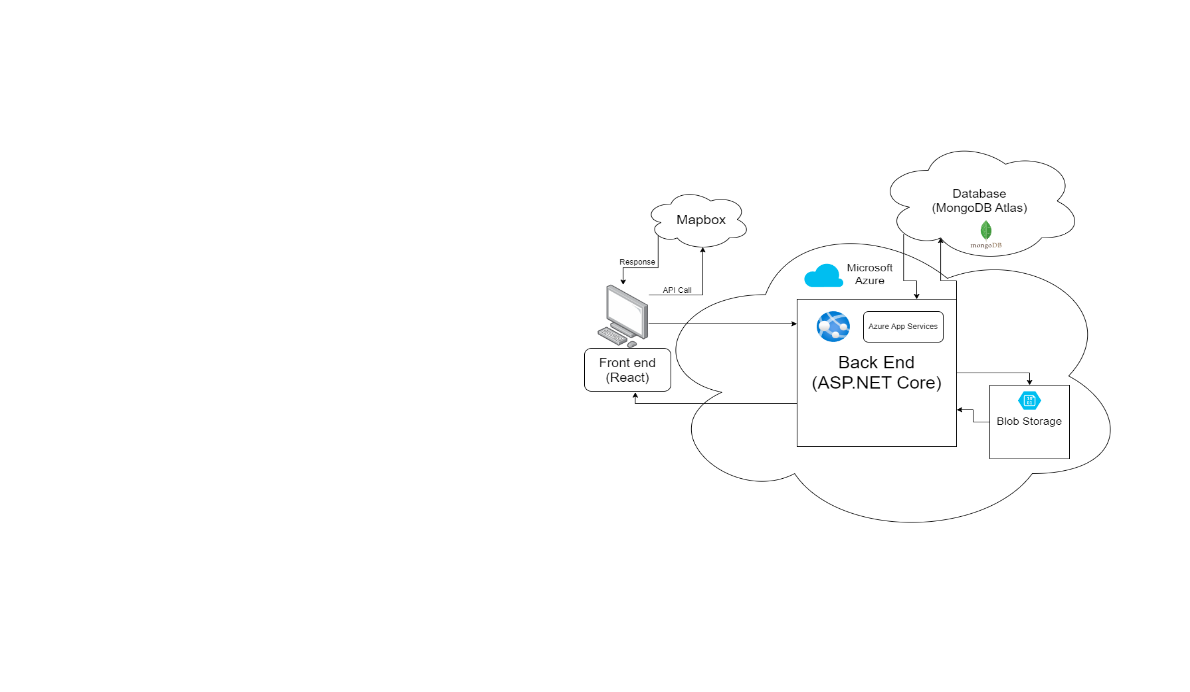 Database
(MongoDB Atlas)
mongoDB
Mapbox
Response
API Call
Microsoft
Azure
Azure App Services
Front end
(React)
Back End
(ASP.NET Core)
Blob Storage